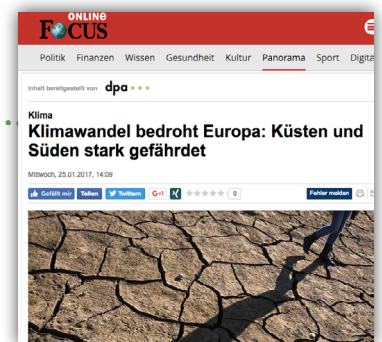 ONLINE
FOCUS
Politik Finanzen Wissen Gesundheit Kultur Panorama Sport Digita
Inhalt bereitgestellt von dpa
Klima
Klimawandel bedroht Europa: Küsten und
Süden stark gefährdet
Mittwoch, 25.01.2017, 14:09
Gefällt mir Teilen Twittern G+1 0 Fehler melden